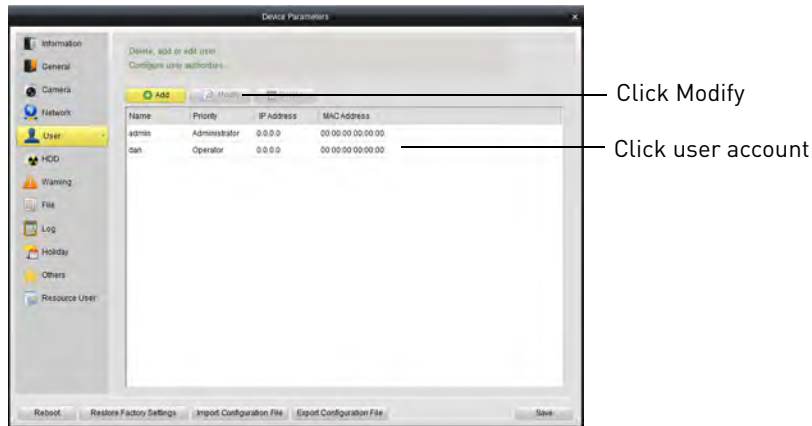 Device Parameters
Information
General
Camera
Network
User
HDD
Warning
File
Log
Holiday
Others
Resource User
Delete, add or edit user.
Configure user authorities.
Add Modify
Name Priority IP Address MAC Address
admin Administrator 0.0.0.0 00:00:00:00:00:00
dan Operator 0.0.0.0 00:00:00:00:00:00
Reboot Restore Factory Settings Import Configuration File Export Configuration File Save
Click Modify
Click user account